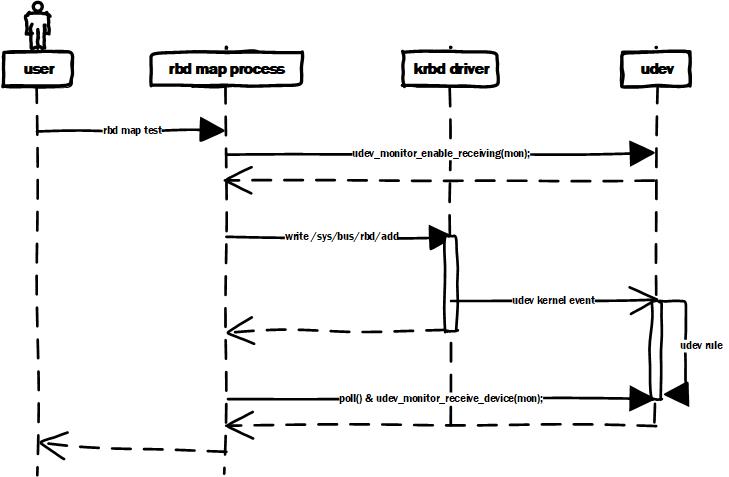 user
rbd map process
krbd driver
udev
rbd map test
udev_monitor_enable_receiving(mon);
write /sys/bus/rbd/add
udev kernel event
udev rule
poll() & udev_monitor_receive_device(mon);